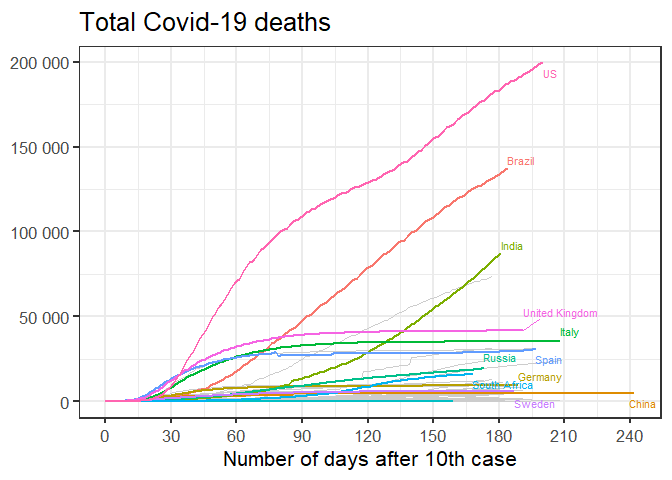 Total Covid-19 deaths
200 000
150 000
100 000
50 000
0
US
Brazil
India
United Kingdom
Italy
Russia
Spain
Germany
South Africa
Sweden
China
0 30 60 90 120 150 180 210 240
Number of days after 10th case